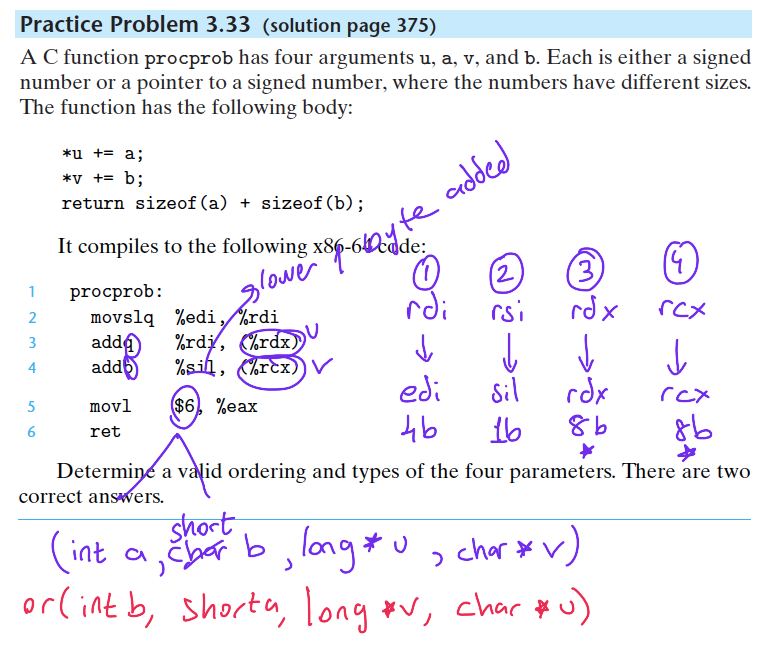 Practice Problem 3.33 (solution page 375)
A C function procprob has four arguments u, a, v, and b. Each is either a signed
number or a pointer to a signed number, where the numbers have different sizes.
The function has the following body:
*u += a;
*v += b;
return sizeof(a) + sizeof(b);
It compiles to the following x86-64 code:
lower 1 byte added
1 procprob:
2 movslq %edi, %rdi
3 addq %rdi, (%rdx) u
4 addb %sil, (%rcx) v
5 movl $6, %eax
6 ret
1 2 3 4
rdi rsi rdx rcx
↓ ↓ ↓ ↓
edi sil rdx rcx
4b 1b 8b 8b
* *
Determine a valid ordering and types of the four parameters. There are two
correct answers.
short
(int a, char b, long * u, char * v)
or (int b, short a, long * v, char * u)